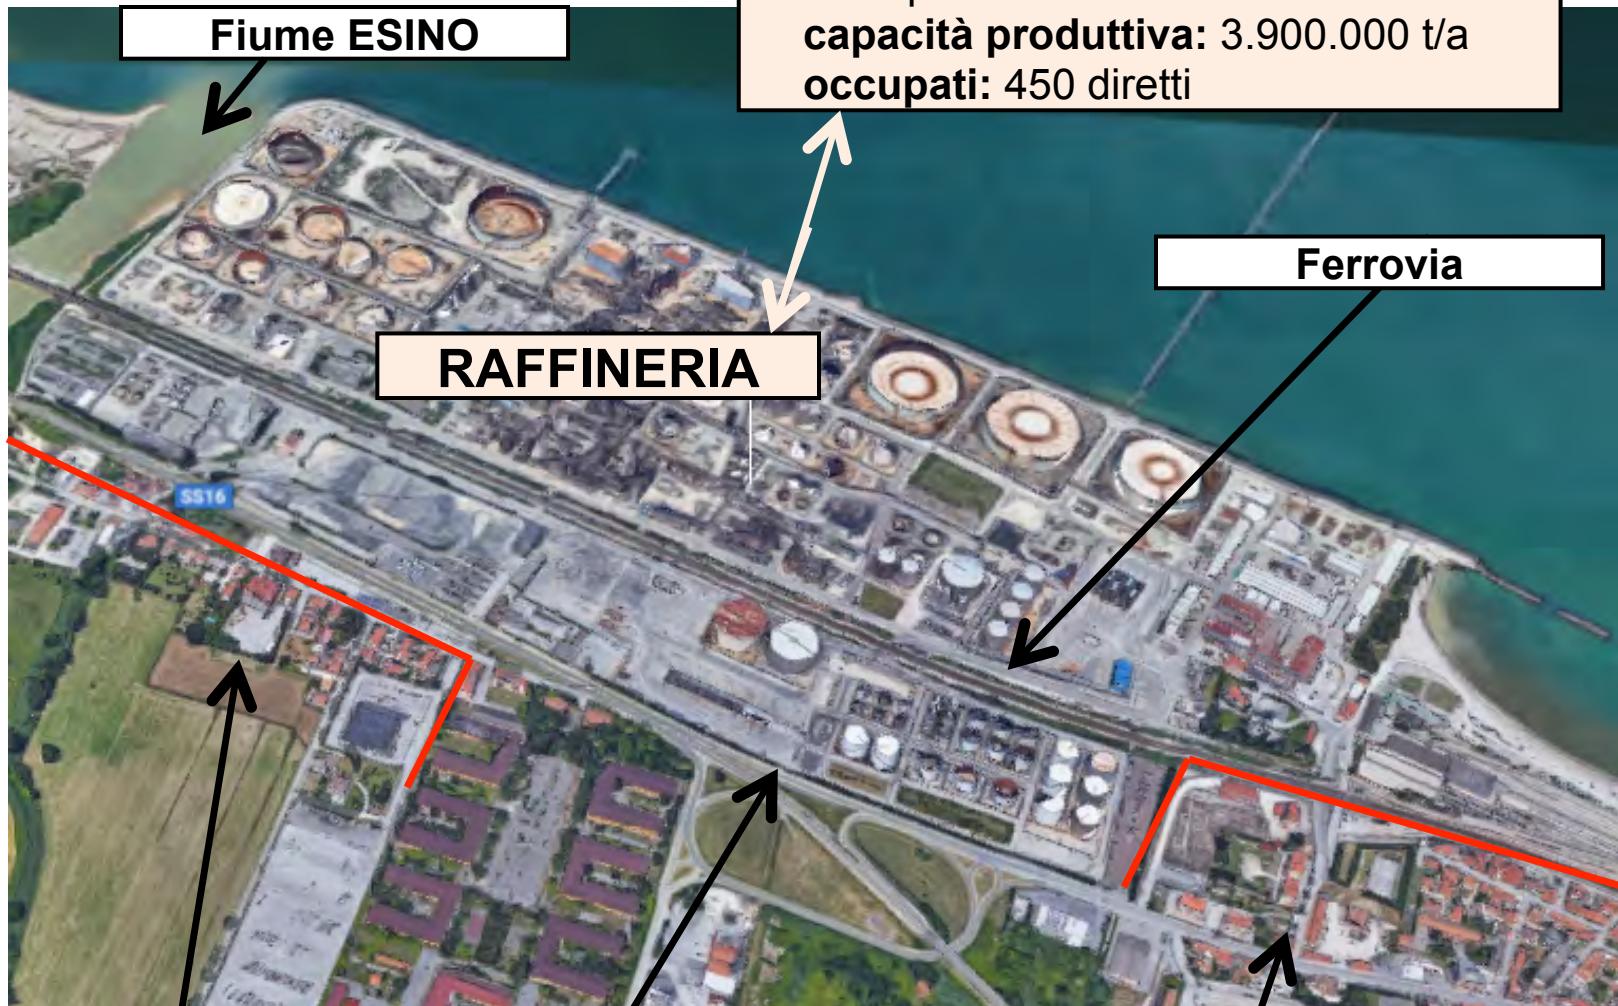 Fiume ESINO
capacità produttiva: 3.900.000 t/a
occupati: 450 diretti
Ferrovia
RAFFINERIA
SS16